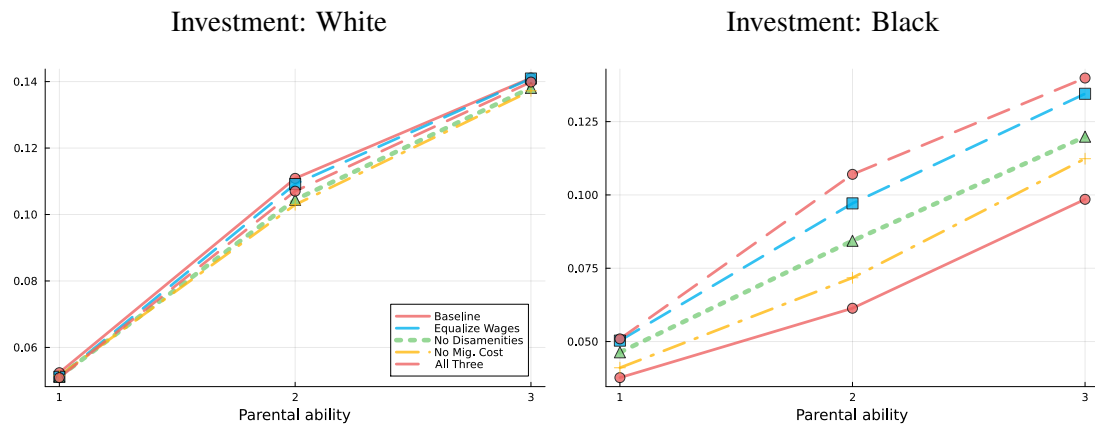 Investment: White
0.14
0.12
0.10
0.08
0.06
Baseline
Equalize Wages
No Disamenities
No Mig. Cost
All Three
1
2
3
Parental ability
Investment: Black
0.125
0.100
0.075
0.050
1
2
3
Parental ability